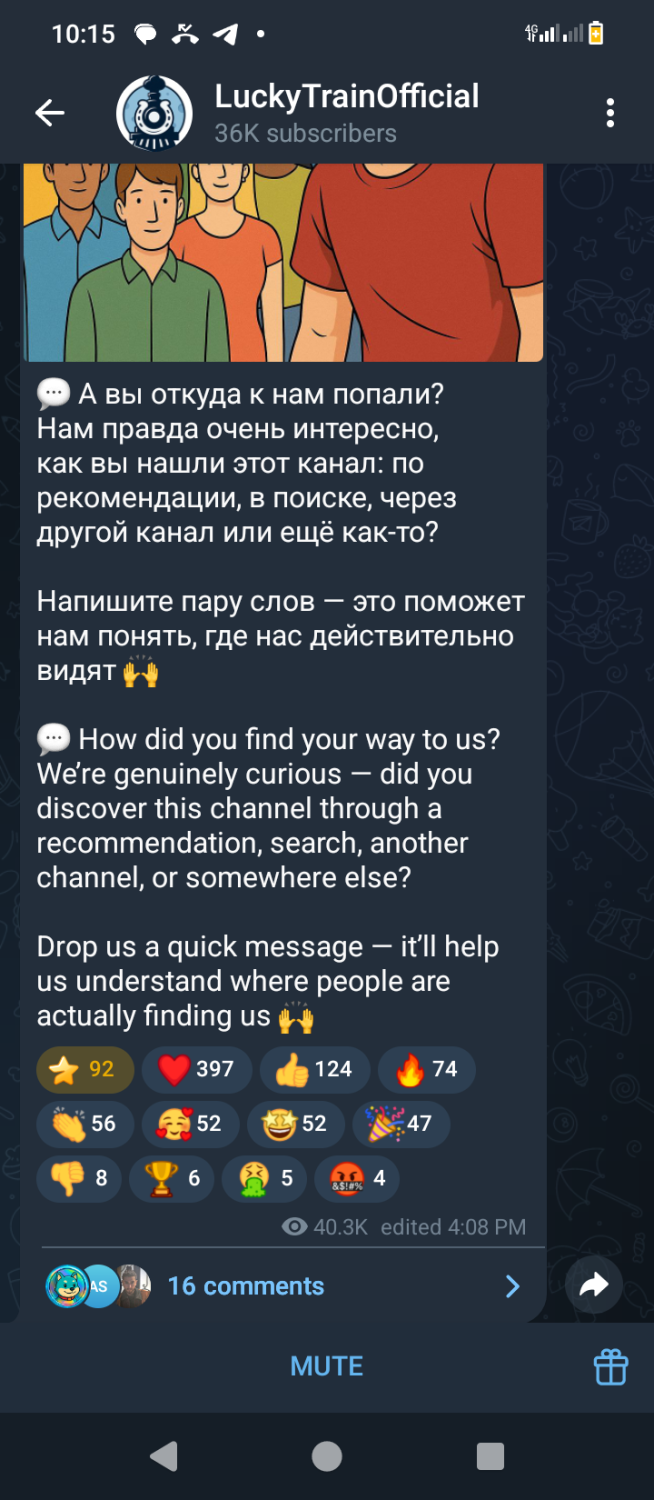 10:15
4G
LuckyTrainOfficial
36K subscribers
💬 А вы откуда к нам попали?
Нам правда очень интересно,
как вы нашли этот канал: по
рекомендации, в поиске, через
другой канал или ещё как-то?
Напишите пару слов — это поможет
нам понять, где нас действительно
видят 🙌
💬 How did you find your way to us?
We’re genuinely curious — did you
discover this channel through a
recommendation, search, another
channel, or somewhere else?
Drop us a quick message — it’ll help
us understand where people are
actually finding us 🙌
⭐ 92 ❤️ 397 👍 124 🔥 74
👏 56 🥰 52 🤩 52 🎉 47
👎 8 🏆 6 🤮 5 🤬 4
40.3K edited 4:08 PM
AS 16 comments
MUTE